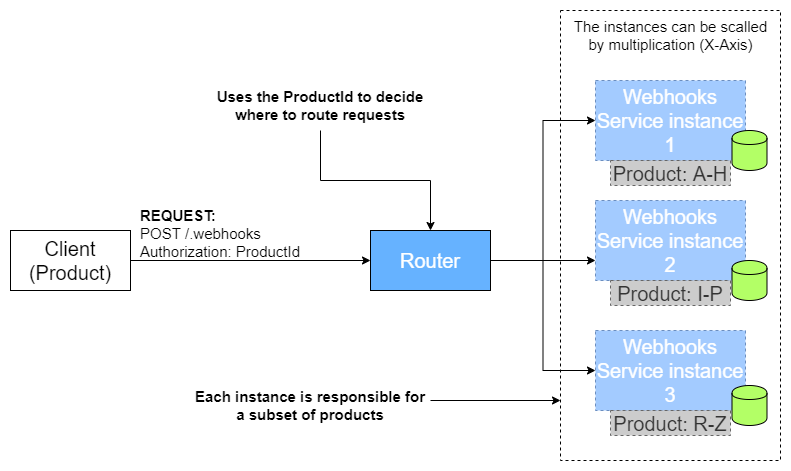 The instances can be scalled
by multiplication (X-Axis)
Uses the ProductId to decide
where to route requests
Webhooks
Service instance
1
Product: A-H
REQUEST:
POST /.webhooks
Authorization: ProductId
Client
(Product)
Router
Webhooks
Service instance
2
Product: I-P
Webhooks
Service instance
3
Product: R-Z
Each instance is responsible for
a subset of products